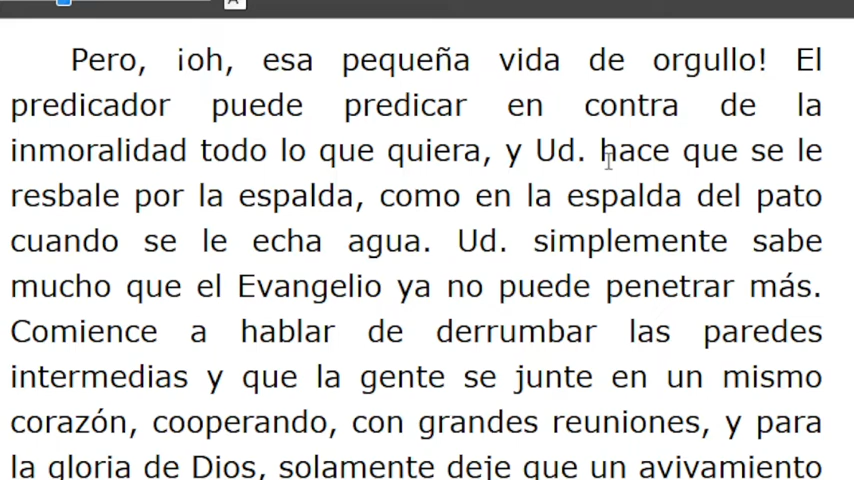 Pero, ¡oh, esa pequeña vida de orgullo! El
predicador puede predicar en contra de la
inmoralidad todo lo que quiera, y Ud. hace que se le
resbale por la espalda, como en la espalda del pato
cuando se le echa agua. Ud. simplemente sabe
mucho que el Evangelio ya no puede penetrar más.
Comience a hablar de derrumbar las paredes
intermedias y que la gente se junte en un mismo
corazón, cooperando, con grandes reuniones, y para
la gloria de Dios, solamente deje que un avivamiento